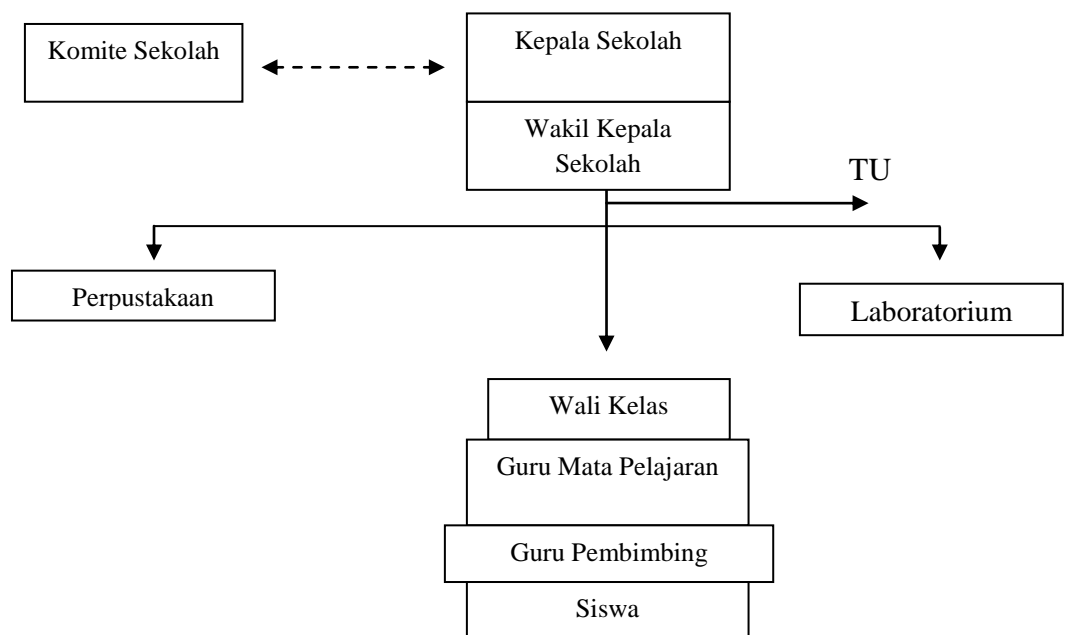 Komite Sekolah
Kepala Sekolah
Wakil Kepala
Sekolah
TU
Perpustakaan
Laboratorium
Wali Kelas
Guru Mata Pelajaran
Guru Pembimbing
Siswa